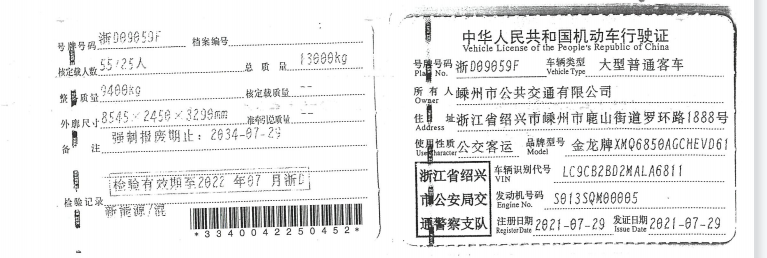 号牌号码 浙D09059F 档案编号
核定载人数 55/25人 总质量 13000kg
整备质量 9400kg 核定载质量 --
外廓尺寸 8545×2450×3290mm 准牵引总质量 --
备注 强制报废期止：2034-07-29
检验有效期至2022年07月浙D
检验记录
新能源/混
*3340042250452*
中华人民共和国机动车行驶证
Vehicle License of the People's Republic of China
号牌号码 浙D09059F 车辆类型 大型普通客车
Plate No. Vehicle Type
所有人 嵊州市公共交通有限公司
Owner
住址 浙江省绍兴市嵊州市鹿山街道罗环路1888号
Address
使用性质 公交客运 品牌型号 金龙牌XMQ6850AGCHEVD61
Use Character Model
浙江省绍兴市公安局交通警察支队
车辆识别代号 LC9CB2BD2MALA6811
VIN
发动机号码 S013SQM00005
Engine No.
注册日期 2021-07-29 发证日期 2021-07-29
Register Date Issue Date